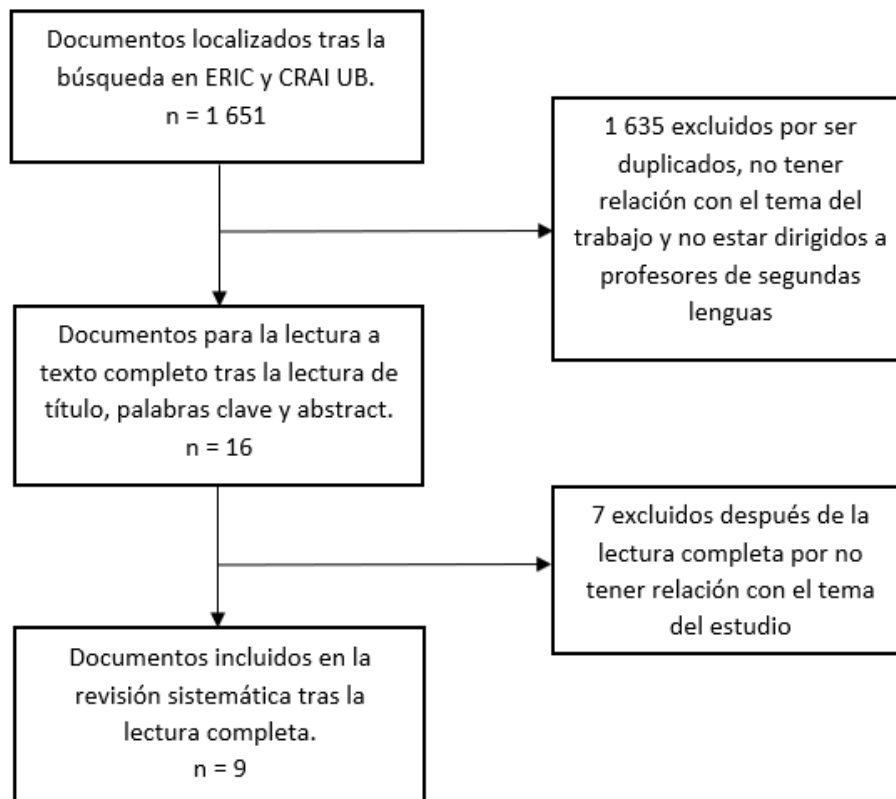 Documentos localizados tras la
búsqueda en ERIC y CRAI UB.
n = 1 651
1 635 excluidos por ser
duplicados, no tener
relación con el tema del
trabajo y no estar dirigidos a
profesores de segundas
lenguas
Documentos para la lectura a
texto completo tras la lectura de
título, palabras clave y abstract.
n = 16
7 excluidos después de la
lectura completa por no
tener relación con el tema
del estudio
Documentos incluidos en la
revisión sistemática tras la
lectura completa.
n = 9